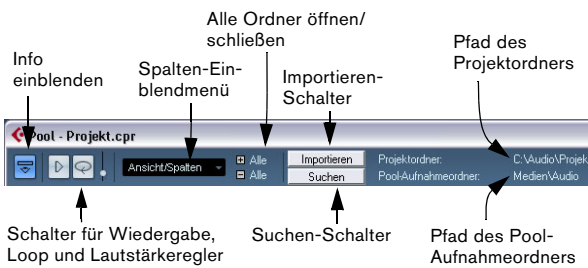 Alle Ordner öffnen/
schließen
Info
einblenden
Spalten-Ein-
blendmenü
Importieren-
Schalter
Pfad des
Projektordners
Pool - Projekt.cpr
Ansicht/Spalten
Alle
Alle
Importieren
Suchen
Projektordner:
C:\Audio\Projek
Pool-Aufnahmeordner:
Medien\Audio
Schalter für Wiedergabe,
Loop und Lautstärkeregler
Suchen-Schalter
Pfad des Pool-
Aufnahmeordners